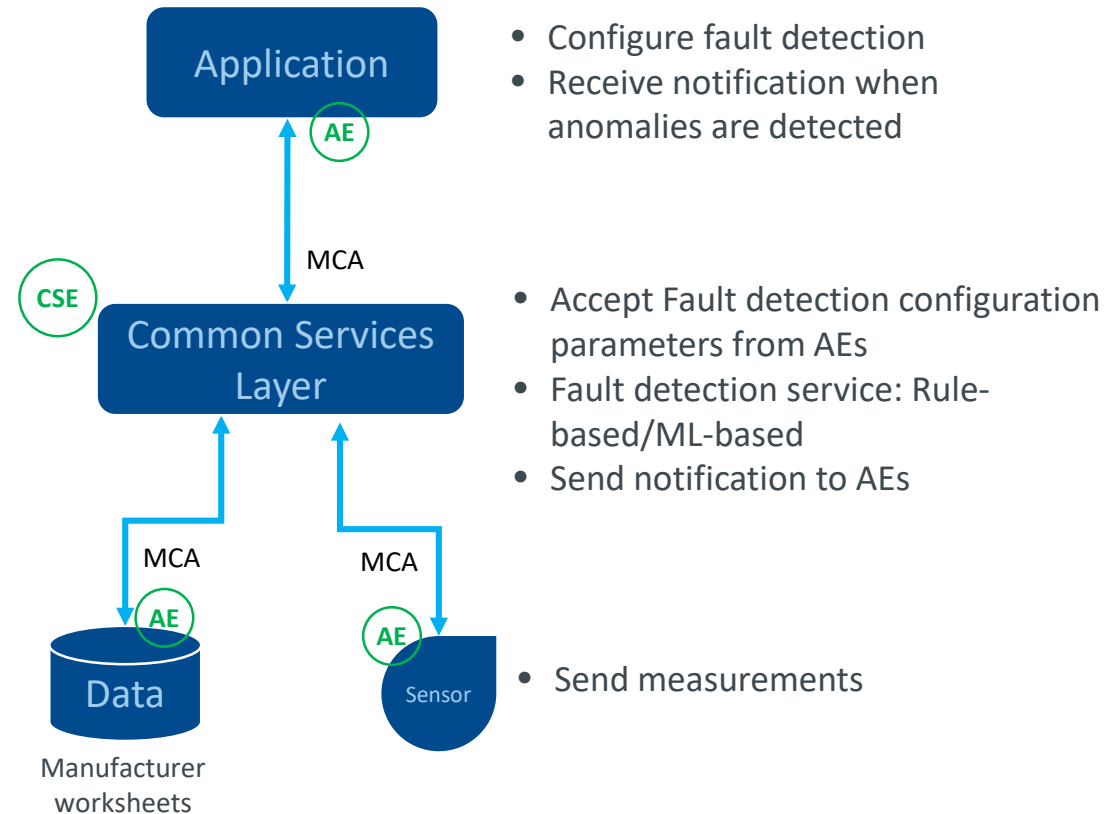 Application
AE
• Configure fault detection
• Receive notification when
anomalies are detected
MCA
CSE
Common Services
Layer
• Accept Fault detection configuration
parameters from AEs
• Fault detection service: Rule-
based/ML-based
• Send notification to AEs
MCA
MCA
AE
AE
Data
Sensor
• Send measurements
Manufacturer
worksheets